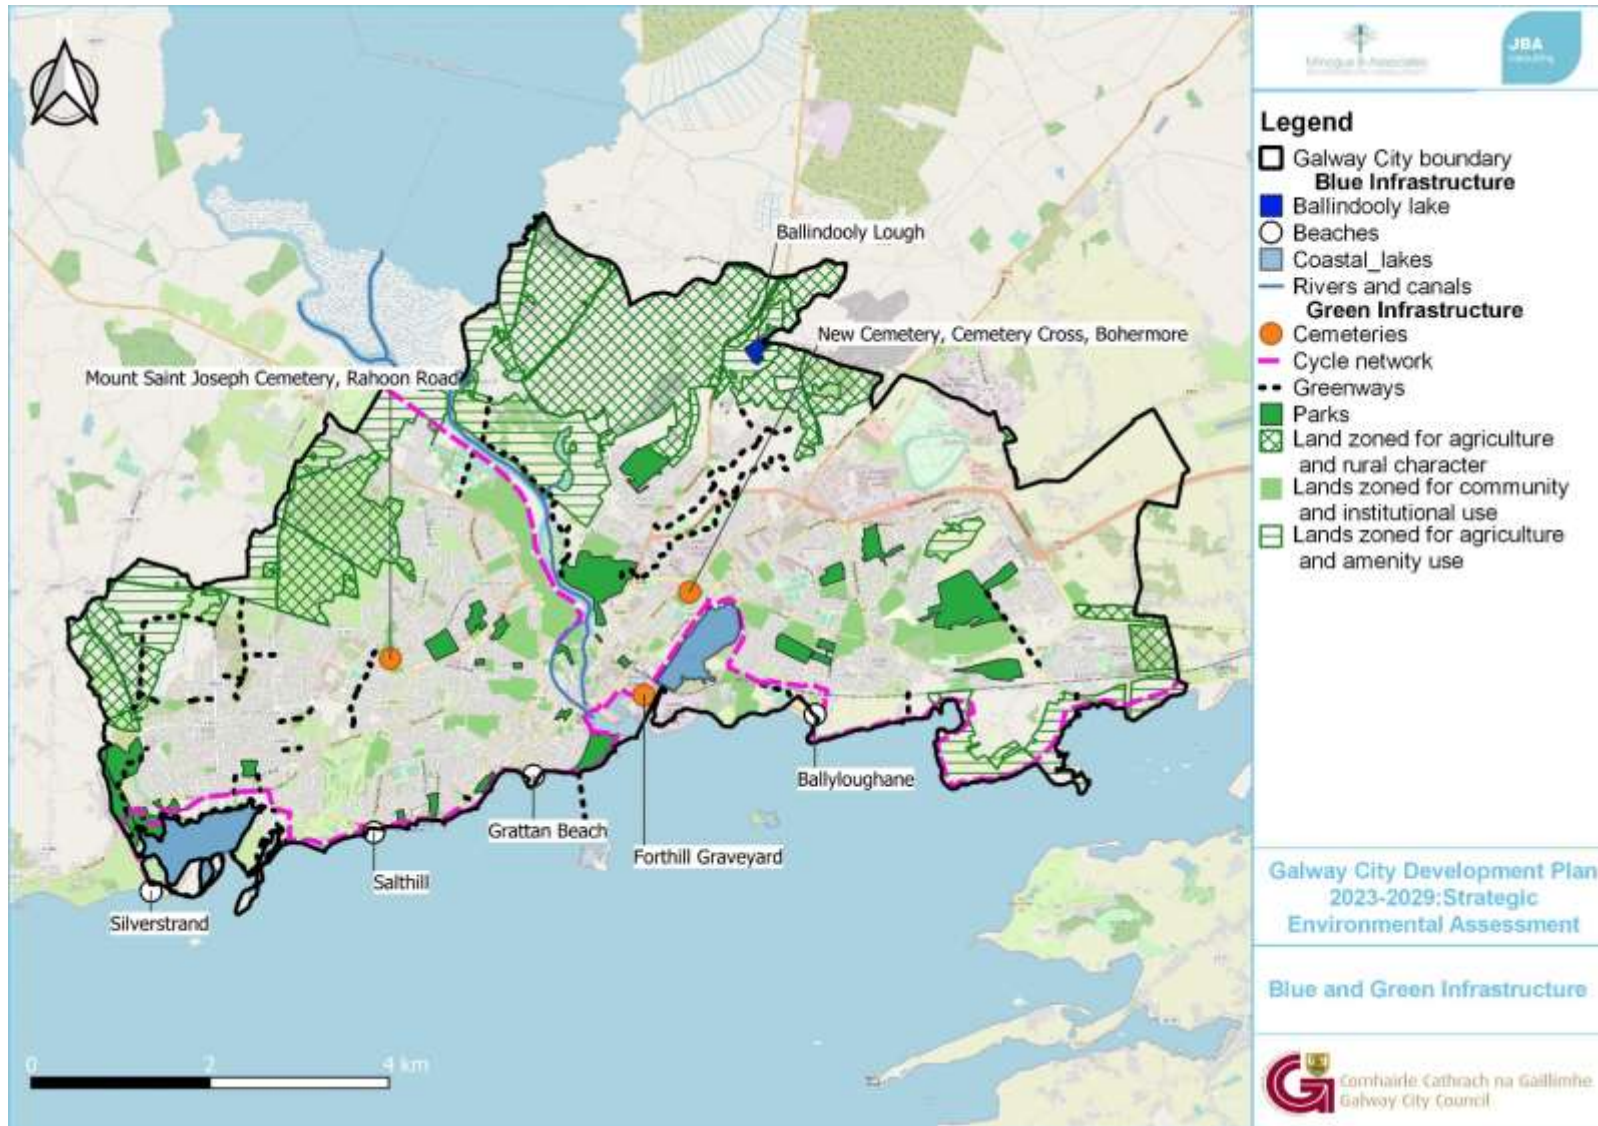 Ballindooly Lough
New Cemetery, Cemetery Cross, Bohermore
Mount Saint Joseph Cemetery, Rahoon Road
Ballyloughane
Grattan Beach
Forthill Graveyard
Salthill
Silverstrand
0 2 4 km
Minogue & Associates
JBA
consulting
Legend
Galway City boundary
Blue Infrastructure
Ballindooly lake
Beaches
Coastal_lakes
Rivers and canals
Green Infrastructure
Cemeteries
Cycle network
Greenways
Parks
Land zoned for agriculture
and rural character
Lands zoned for community
and institutional use
Lands zoned for agriculture
and amenity use
Galway City Development Plan
2023-2029:Strategic
Environmental Assessment
Blue and Green Infrastructure
Comhairle Cathrach na Gaillimhe
Galway City Council